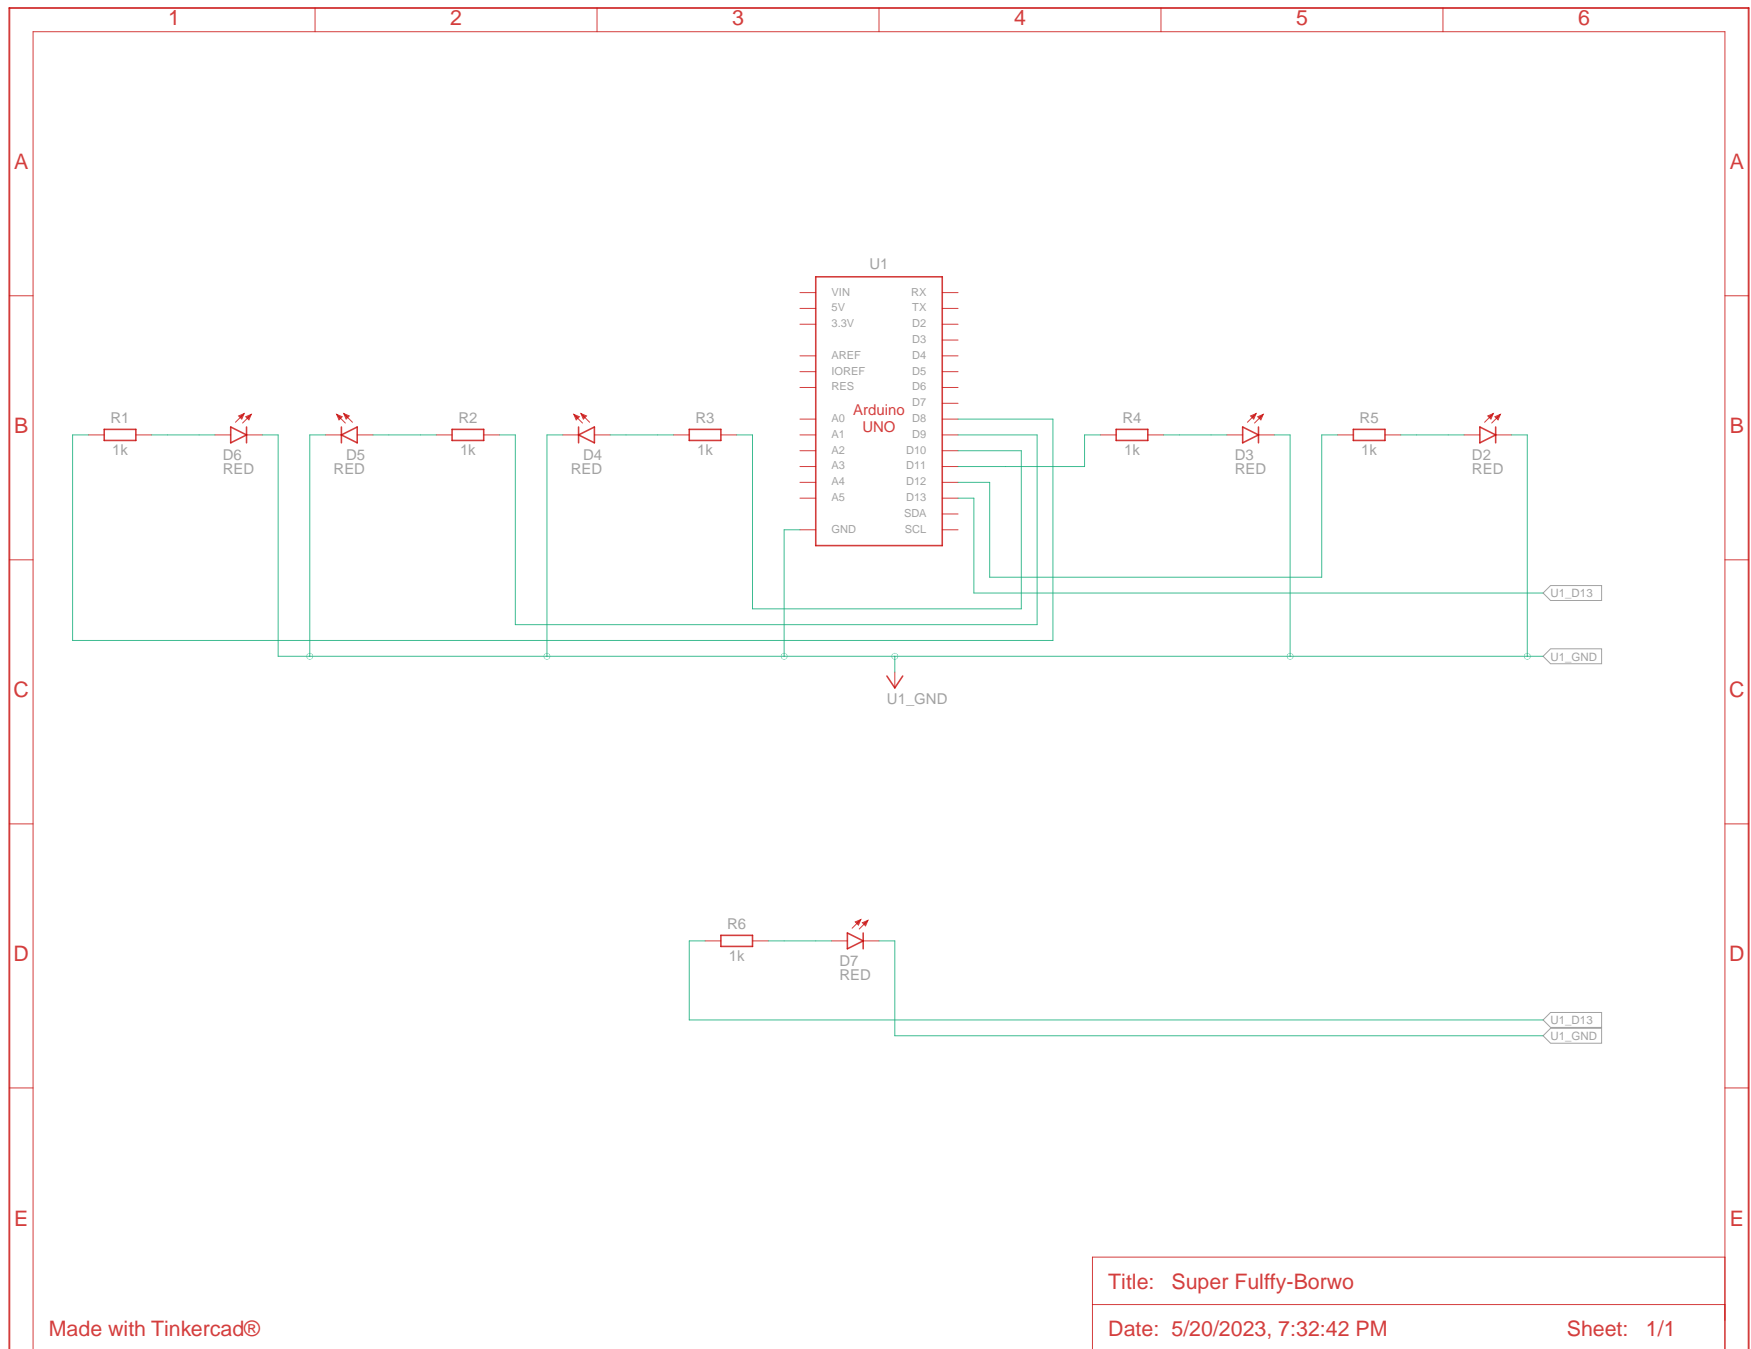 1 2 3 4 5 6
A A
U1
VIN RX
5V TX
3.3V D2
D3
AREF D4
IOREF D5
RES D6
D7
A0 D8
A1 D9
A2 D10
A3 D11
A4 D12
A5 D13
SDA
GND SCL
Arduino
UNO
B B
R1
1k
D6
RED
D5
RED
R2
1k
D4
RED
R3
1k
R4
1k
D3
RED
R5
1k
D2
RED
U1_D13
U1_GND
U1_GND
C C
D D
R6
1k
D7
RED
U1_D13
U1_GND
E E
Title: Super Fulffy-Borwo
Made with Tinkercad®
Date: 5/20/2023, 7:32:42 PM Sheet: 1/1